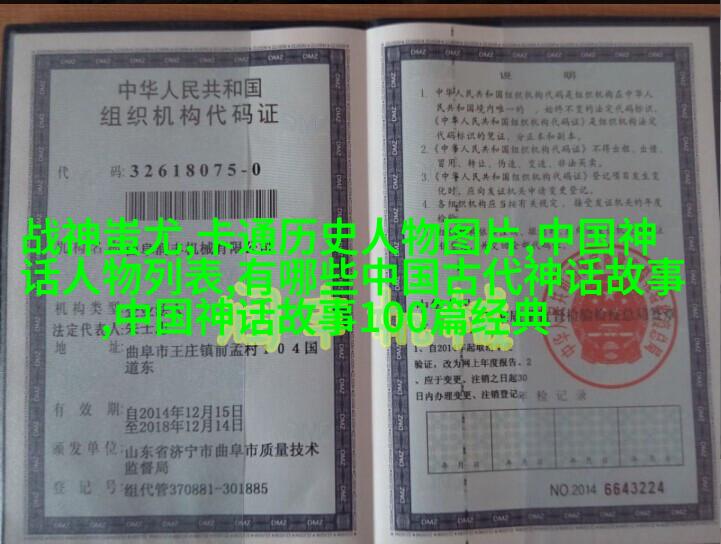 中华人民共和国
组织机构代码证
代 码:32618075-0
机械有限公司
机构类型
法定代表人
地 址:曲阜市王庄镇前孟村104国
道东
有 效 期:自2014年12月15日
至2018年12月14日
颁发单位:山东省济宁市曲阜市质量技术
监督局
登 记 号:组代管370881-301885
说 明
1. 中华人民共和国组织机构代码是组织机构在中华人
民共和国境内唯一的、始终不变的法定代码标识,
《中华人民共和国组织机构代码证》是组织机构法定
代码标识的凭证,分正本和副本。
2. 《中华人民共和国组织机构代码证》不得出租、出借、
冒用、转让、伪造、变造、非法买卖。
3. 《中华人民共和国组织机构代码证》登记项目发生变
化时,应向发证机关申请变更登记。
4. 各组织机构应当按有关规定,接受发证机关的年度
检验。
战神蚩尤,卡通历史人物图片,中国神
话人物列表,有哪些中国古代神话故事
,中国神话故事100篇经典
1、自2014年起取
验证,改为网上年度报告。2
、应于变更、注销之日起30
日内办理变更、注销登记。
年检记录
年 月 日
年 月 日
年 月 日
年 月 日
NO.2014 6643224